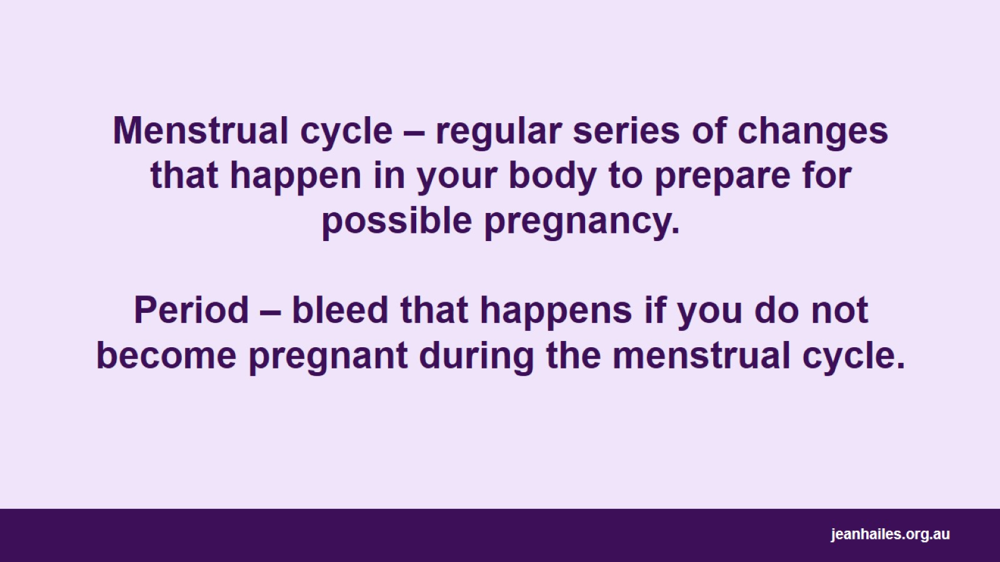 Menstrual cycle – regular series of changes
that happen in your body to prepare for
possible pregnancy.
Period – bleed that happens if you do not
become pregnant during the menstrual cycle.
jeanhailes.org.au